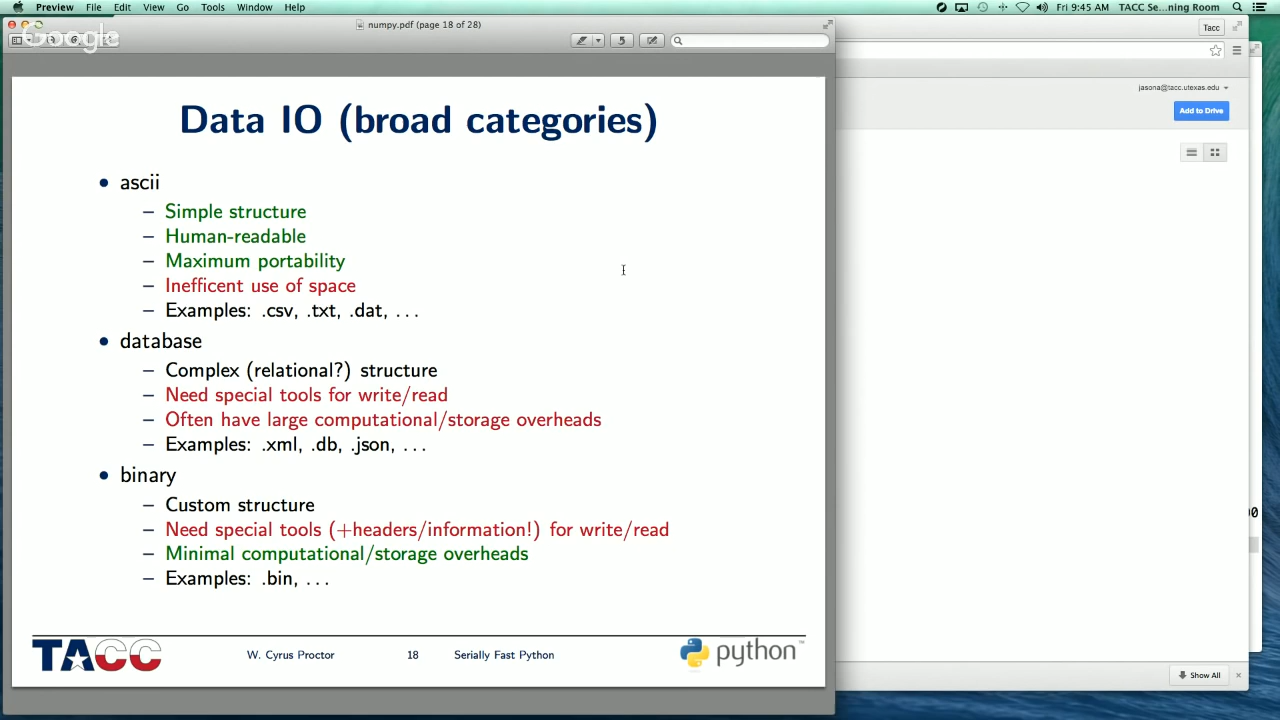 Preview File Edit View Go Tools Window Help
Fri 9:45 AM TACC Se...ning Room
numpy.pdf (page 18 of 28)
Google
Tacc
jasona@tacc.utexas.edu
Add to Drive
Data IO (broad categories)
• ascii
– Simple structure
– Human-readable
– Maximum portability
– Inefficent use of space
– Examples: .csv, .txt, .dat, . . .
• database
– Complex (relational?) structure
– Need special tools for write/read
– Often have large computational/storage overheads
– Examples: .xml, .db, .json, . . .
• binary
– Custom structure
– Need special tools (+headers/information!) for write/read
– Minimal computational/storage overheads
– Examples: .bin, . . .
TACC
W. Cyrus Proctor 18 Serially Fast Python
python™
Show All